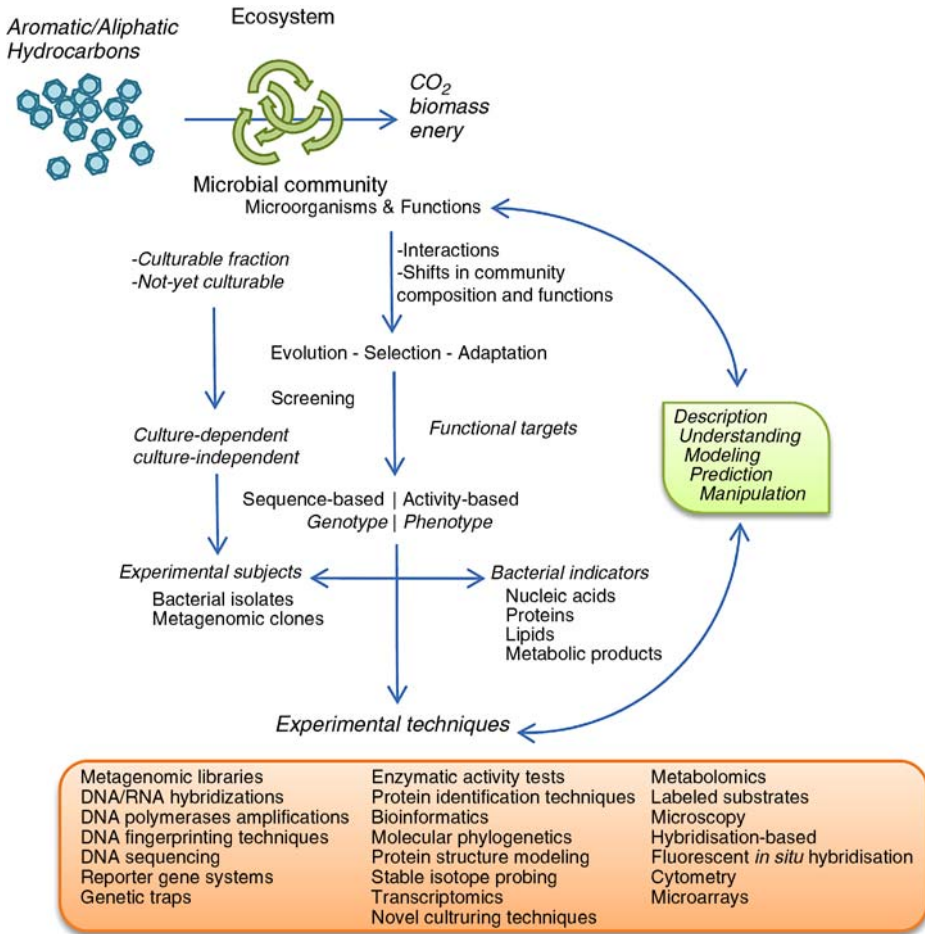 Aromatic/Aliphatic
Hydrocarbons
Ecosystem
CO₂
biomass
enery
Microbial community
Microorganisms & Functions
-Culturable fraction
-Not-yet culturable
-Interactions
-Shifts in community
composition and functions
Evolution - Selection - Adaptation
Screening
Functional targets
Culture-dependent
culture-independent
Description
Understanding
Modeling
Prediction
Manipulation
Sequence-based | Activity-based
Genotype | Phenotype
Experimental subjects
Bacterial isolates
Metagenomic clones
Bacterial indicators
Nucleic acids
Proteins
Lipids
Metabolic products
Experimental techniques
Metagenomic libraries
DNA/RNA hybridizations
DNA polymerases amplifications
DNA fingerprinting techniques
DNA sequencing
Reporter gene systems
Genetic traps
Enzymatic activity tests
Protein identification techniques
Bioinformatics
Molecular phylogenetics
Protein structure modeling
Stable isotope probing
Transcriptomics
Novel cultruring techniques
Metabolomics
Labeled substrates
Microscopy
Hybridisation-based
Fluorescent in situ hybridisation
Cytometry
Microarrays